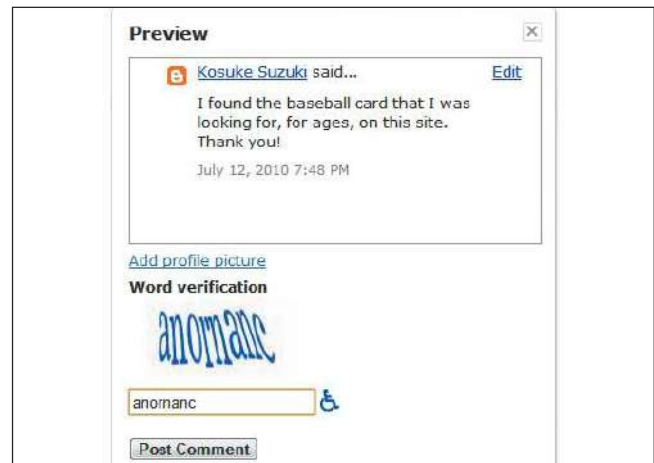 Preview
Kosuke Suzuki said... Edit
I found the baseball card that I was
looking for, for ages, on this site.
Thank you!
July 12, 2010 7:48 PM
Add profile picture
Word verification
anornanc
anornanc
Post Comment